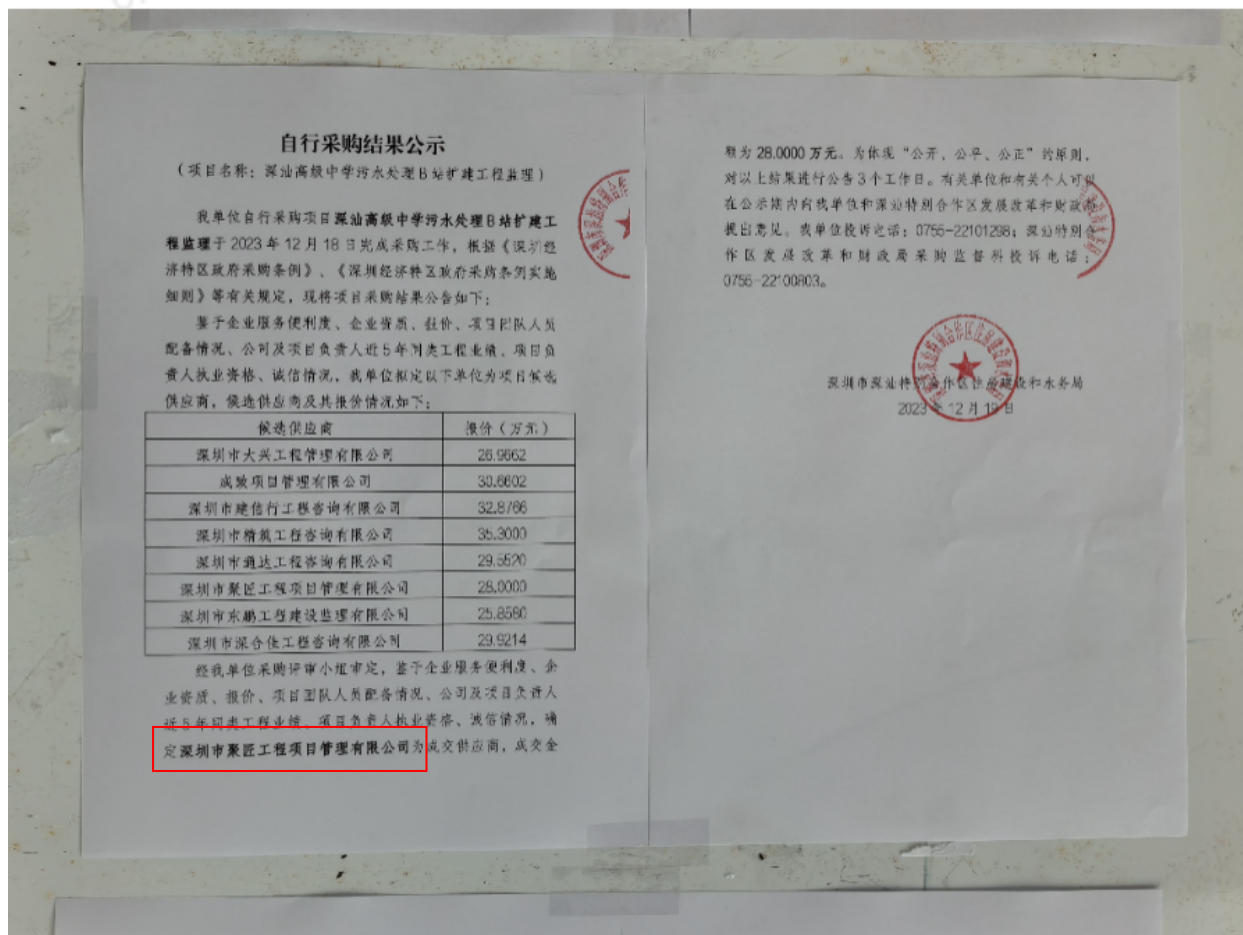 自行采购结果公示
（项目名称：深汕高级中学污水处理B站扩建工程监理）
我单位自行采购项目深汕高级中学污水处理B站扩建工
程监理于2023年12月18日完成采购工作，根据《深圳经
济特区政府采购条例》、《深圳经济特区政府采购条例实施
细则》等有关规定，现将项目采购结果公告如下：
鉴于企业服务便利度、企业资质、报价、项目团队人员
配备情况、公司及项目负责人近5年同类工程业绩、项目负
责人执业资格、诚信情况，我单位拟定以下单位为项目候选
供应商，候选供应商及其报价情况如下：
候选供应商 报价（万元）
深圳市大兴工程管理有限公司 26.9662
成致项目管理有限公司 30.6602
深圳市建信行工程咨询有限公司 32.8766
深圳市精筑工程咨询有限公司 35.3000
深圳市通达工程咨询有限公司 29.5520
深圳市聚匠工程项目管理有限公司 28.0000
深圳市东鹏工程建设监理有限公司 25.8580
深圳市深合佳工程咨询有限公司 29.9214
经我单位采购评审小组审定，鉴于企业服务便利度、企
业资质、报价、项目团队人员配备情况、公司及项目负责人
近5年同类工程业绩、项目负责人执业资格、诚信情况，确
定深圳市聚匠工程项目管理有限公司为成交供应商，成交金
额为28.0000万元。为体现“公开、公平、公正”的原则，
对以上结果进行公告3个工作日。有关单位和有关个人可以
在公示期内向我单位和深汕特别合作区发展改革和财政局
提出意见。我单位投诉电话：0755-22101298；深汕特别合
作区发展改革和财政局采购监督科投诉电话：
0755-22100803。
深圳市深汕特别合作区住房建设和水务局
2023年12月19日